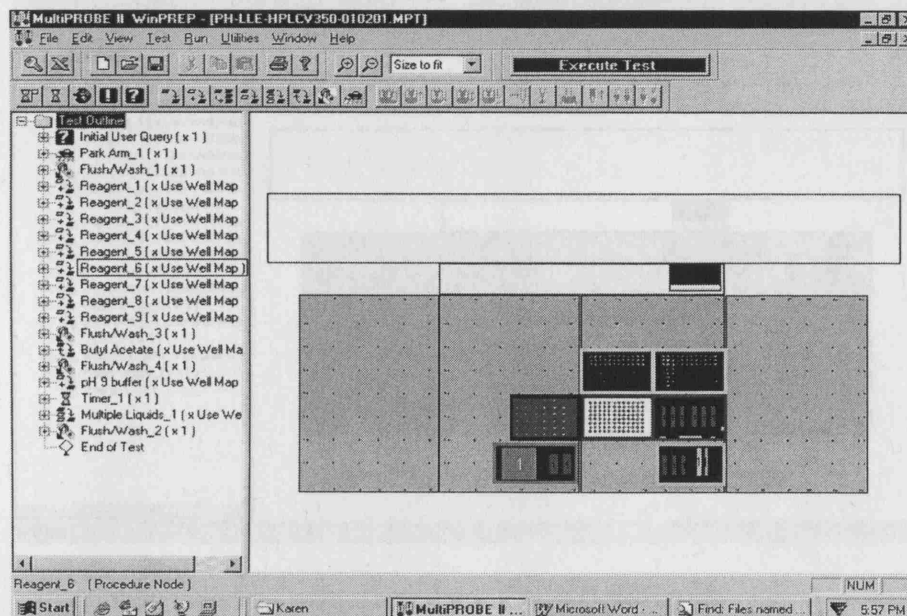 MultiPROBE II WinPREP - [PH-LLE-HPLCV350-010201.MPT]
File Edit View Test Run Utilities Window Help
Size to fit
Execute Test
Test Outline
Initial User Query ( x 1 )
Park Arm_1 ( x 1 )
Flush/Wash_1 ( x 1 )
Reagent_1 ( x Use Well Map
Reagent_2 ( x Use Well Map
Reagent_3 ( x Use Well Map
Reagent_4 ( x Use Well Map
Reagent_5 ( x Use Well Map
Reagent_6 ( x Use Well Map )
Reagent_7 ( x Use Well Map
Reagent_8 ( x Use Well Map
Reagent_9 ( x Use Well Map
Flush/Wash_3 ( x 1 )
Butyl Acetate ( x Use Well Ma
Flush/Wash_4 ( x 1 )
pH 9 buffer ( x Use Well Map
Timer_1 ( x 1 )
Multiple Liquids_1 ( x Use We
Flush/Wash_2 ( x 1 )
End of Test
1
Reagent_6 (Procedure Node)
NUM
Start
Karen
MultiPROBE II ...
Microsoft Word - ...
Find: Files named...
5:57 PM